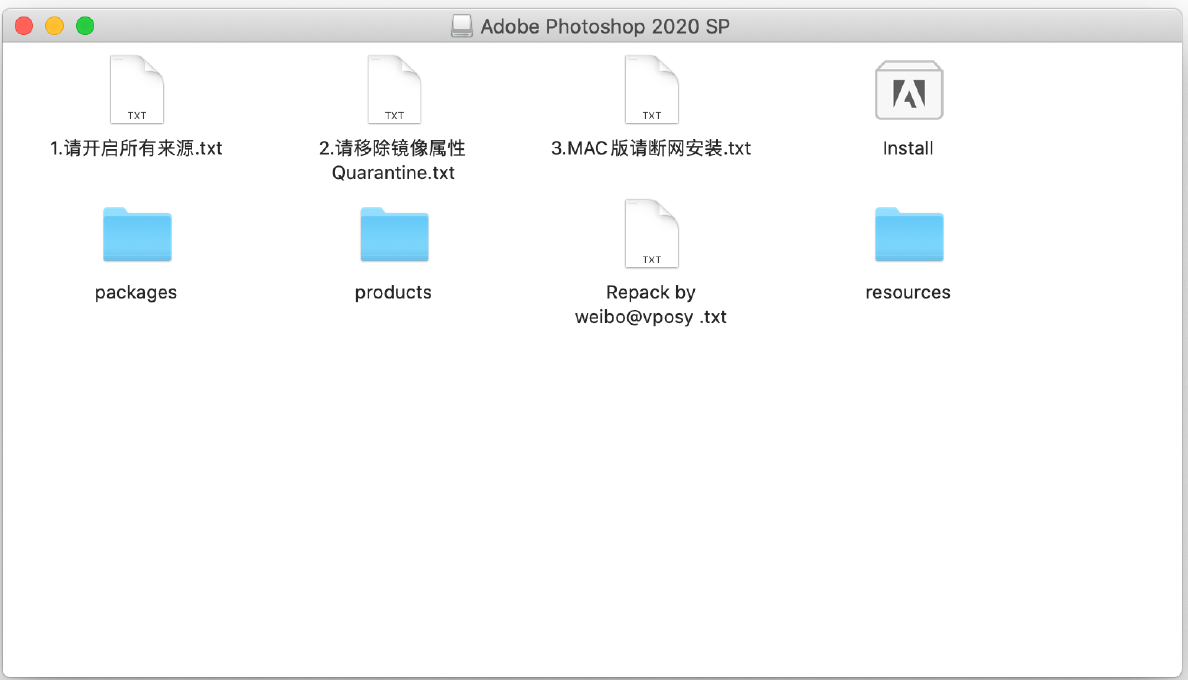 Adobe Photoshop 2020 SP
TXT
TXT
TXT
1.请开启所有来源.txt
2.请移除镜像属性
Quarantine.txt
3.MAC版请断网安装.txt
Install
TXT
packages
products
Repack by
weibo@vposy .txt
resources